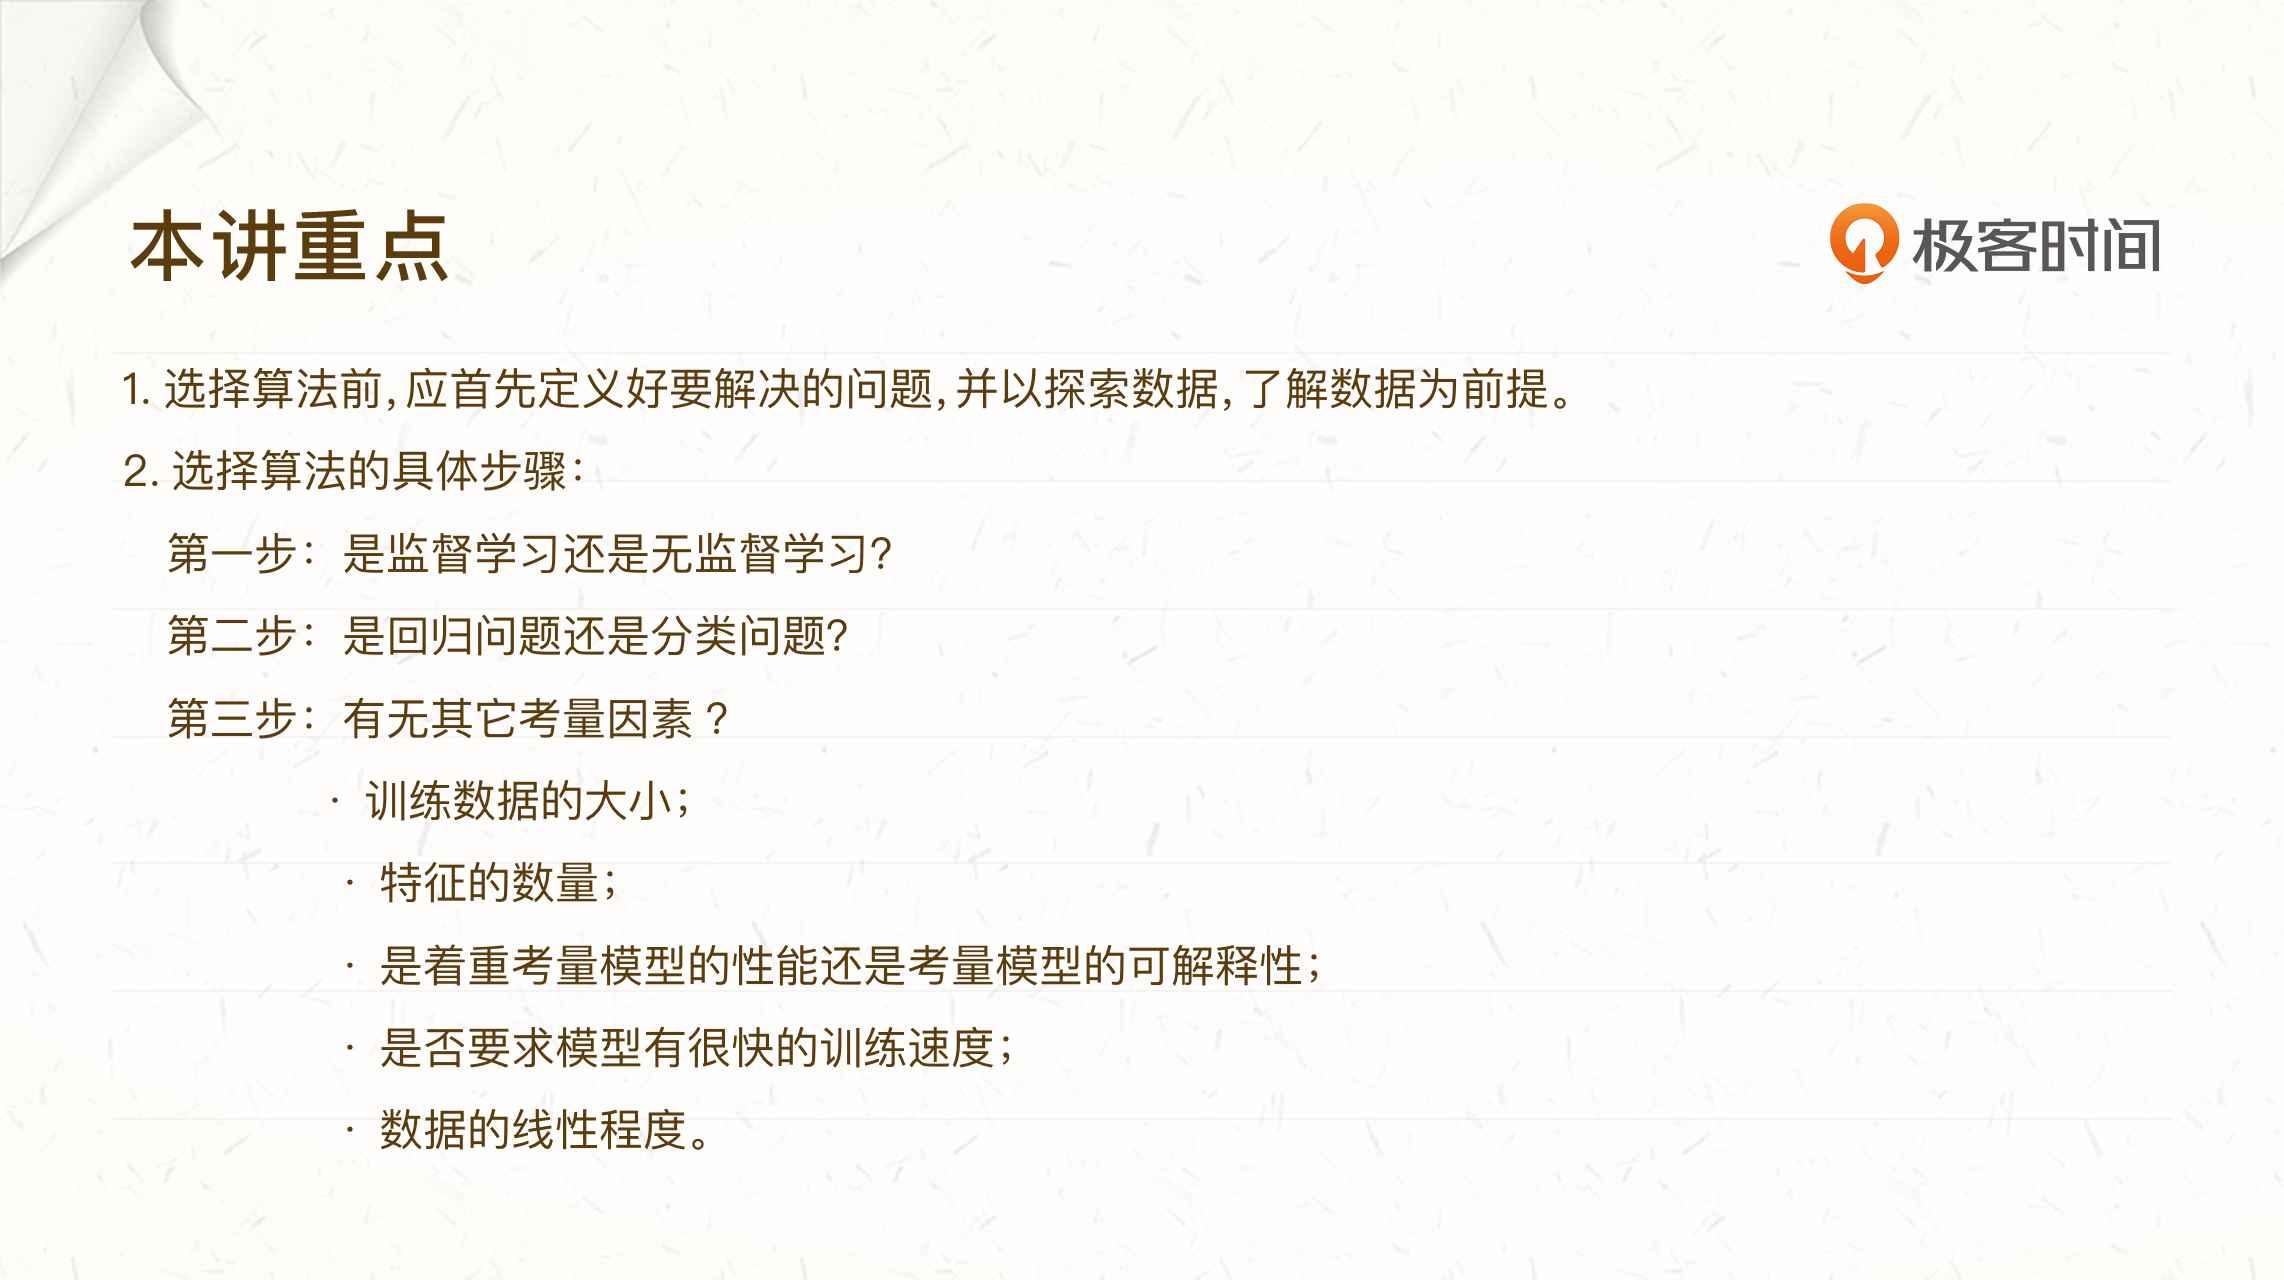 本讲重点
极客时间
1. 选择算法前,应首先定义好要解决的问题,并以探索数据,了解数据为前提。
2. 选择算法的具体步骤:
第一步: 是监督学习还是无监督学习?
第二步: 是回归问题还是分类问题?
第三步: 有无其它考量因素 ?
· 训练数据的大小;
· 特征的数量;
· 是着重考量模型的性能还是考量模型的可解释性;
· 是否要求模型有很快的训练速度;
· 数据的线性程度。